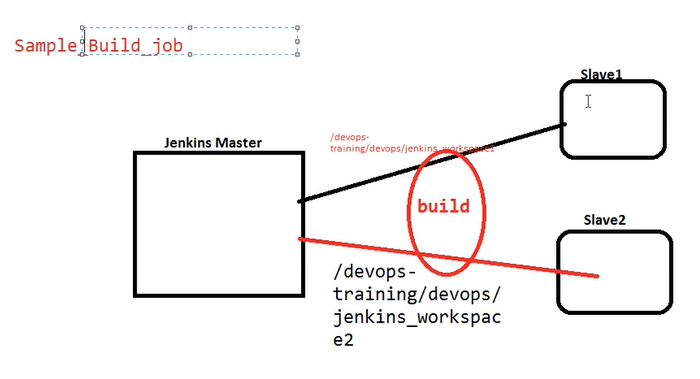 Sample Build_job
Slave1
Jenkins Master
/devops-
training/devops/jenkins_workspace1
build
Slave2
/devops-
training/devops/
jenkins_workspac
e2